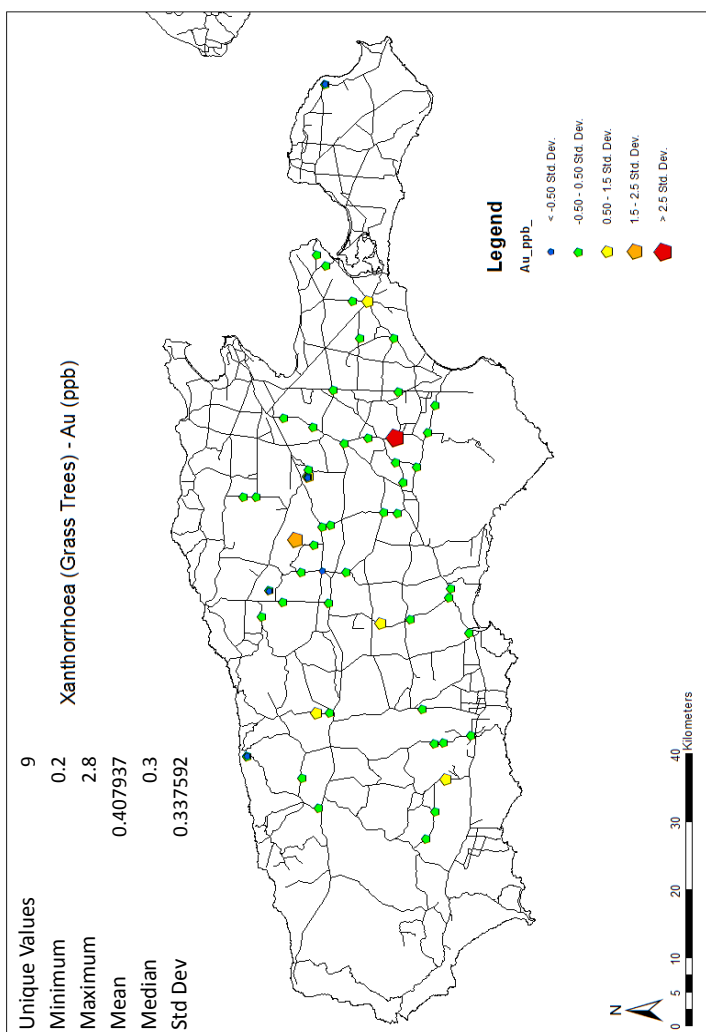 Unique Values 9
Minimum 0.2
Maximum 2.8
Mean 0.407937
Median 0.3
Std Dev 0.337592
Xanthorrhoea (Grass Trees) - Au (ppb)
Legend
Au_ppb_
< -0.50 Std. Dev.
-0.50 - 0.50 Std. Dev.
0.50 - 1.5 Std. Dev.
1.5 - 2.5 Std. Dev.
> 2.5 Std. Dev.
N
0 5 10 20 30 40
Kilometers